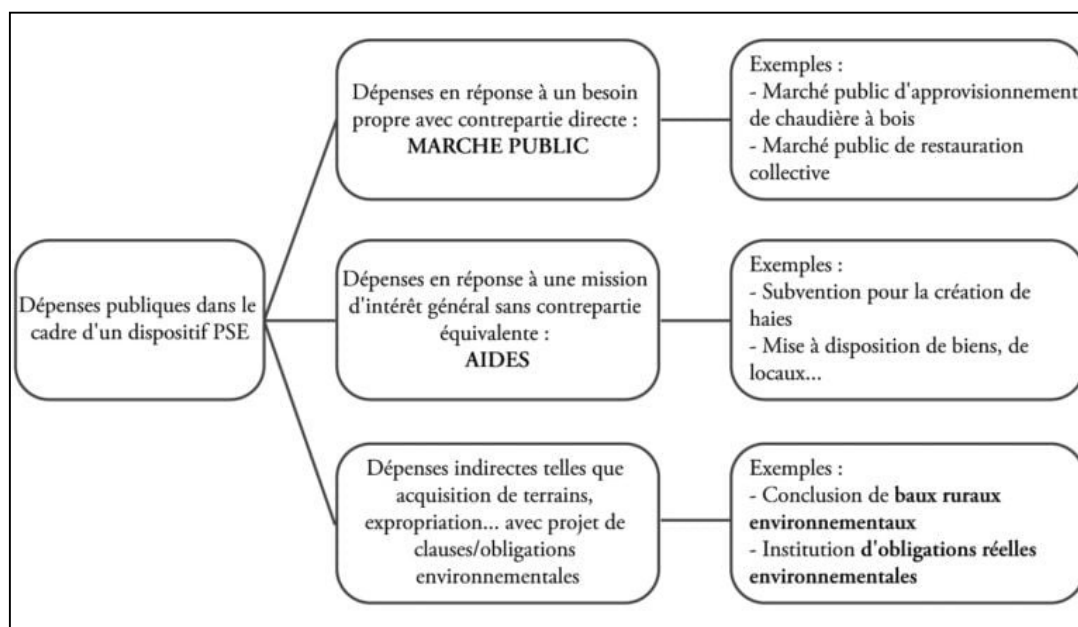 Dépenses publiques dans le
cadre d'un dispositif PSE
Dépenses en réponse à un besoin
propre avec contrepartie directe :
MARCHE PUBLIC
Exemples :
- Marché public d'approvisionnement
de chaudière à bois
- Marché public de restauration
collective
Dépenses en réponse à une mission
d'intérêt général sans contrepartie
équivalente :
AIDES
Exemples :
- Subvention pour la création de
haies
- Mise à disposition de biens, de
locaux...
Dépenses indirectes telles que
acquisition de terrains,
expropriation... avec projet de
clauses/obligations
environnementales
Exemples :
- Conclusion de baux ruraux
environnementaux
- Institution d'obligations réelles
environnementales